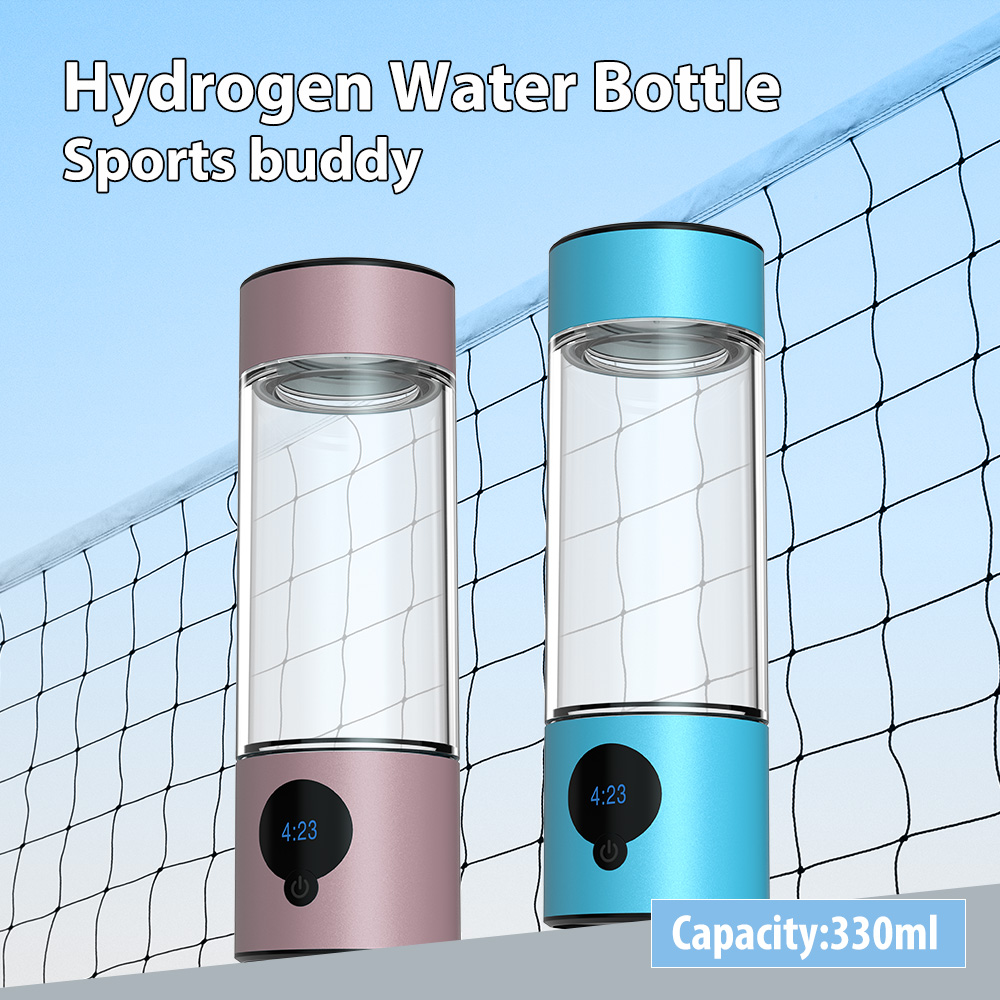 Hydrogen Water Bottle
Sports buddy
4:23
4:23
Capacity:330ml